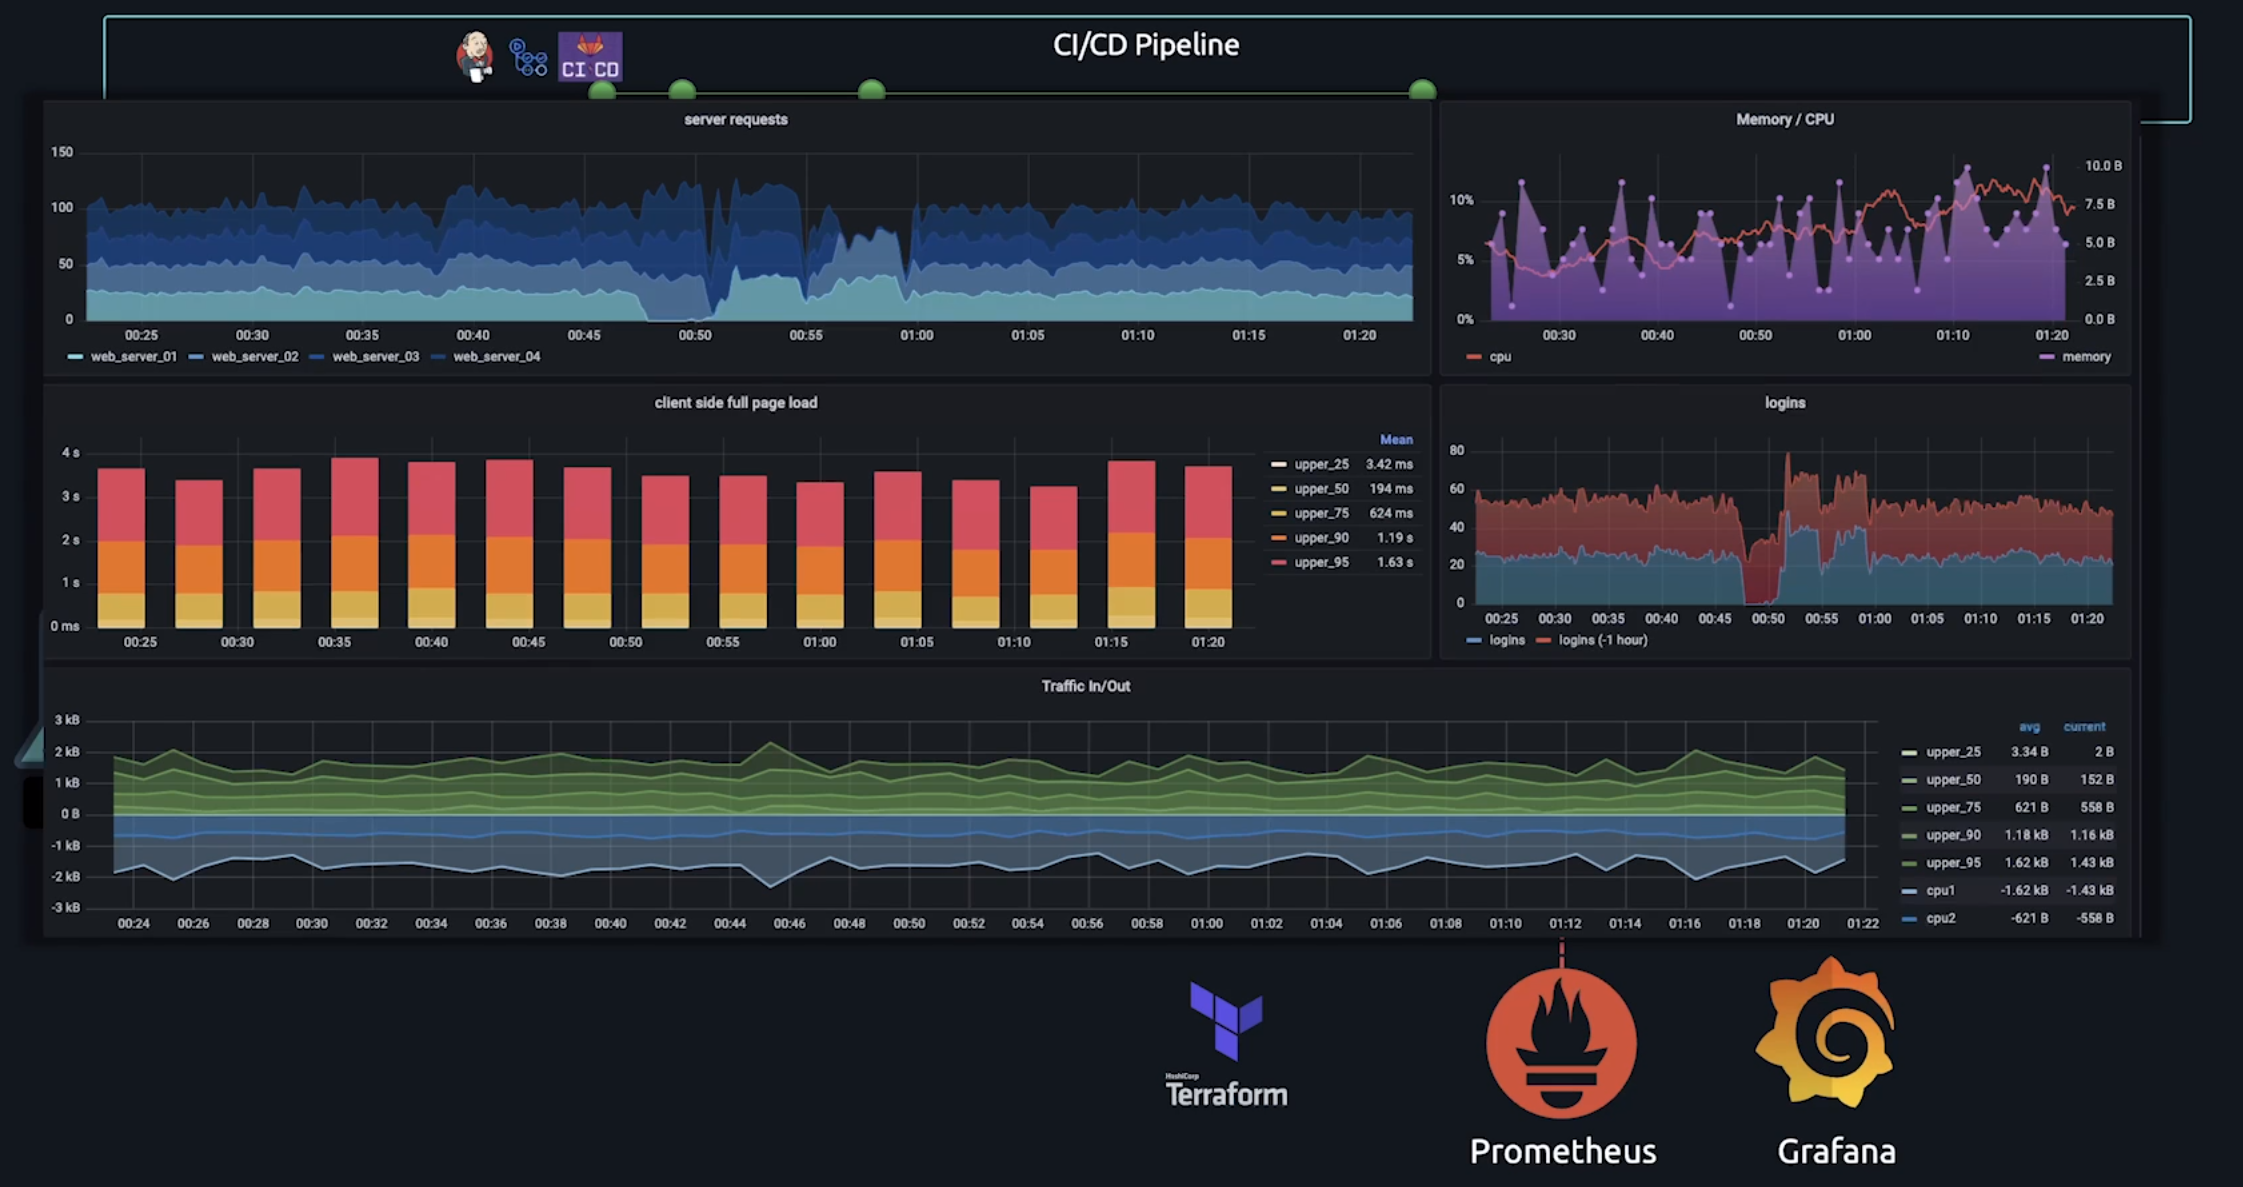 CI/CD Pipeline
CI CD
server requests
150
100
50
0
00:25 00:30 00:35 00:40 00:45 00:50 00:55 01:00 01:05 01:10 01:15 01:20
web_server_01 web_server_02 web_server_03 web_server_04
Memory / CPU
10%
5%
0%
10.0 B
7.5 B
5.0 B
2.5 B
0.0 B
00:30 00:40 00:50 01:00 01:10 01:20
cpu memory
client side full page load
4 s
3 s
2 s
1 s
0 ms
00:25 00:30 00:35 00:40 00:45 00:50 00:55 01:00 01:05 01:10 01:15 01:20
Mean
upper_25 3.42 ms
upper_50 194 ms
upper_75 624 ms
upper_90 1.19 s
upper_95 1.63 s
logins
80
60
40
20
0
00:25 00:30 00:35 00:40 00:45 00:50 00:55 01:00 01:05 01:10 01:15 01:20
logins logins (-1 hour)
Traffic In/Out
3 kB
2 kB
1 kB
0 B
-1 kB
-2 kB
-3 kB
00:24 00:26 00:28 00:30 00:32 00:34 00:36 00:38 00:40 00:42 00:44 00:46 00:48 00:50 00:52 00:54 00:56 00:58 01:00 01:02 01:04 01:06 01:08 01:10 01:12 01:14 01:16 01:18 01:20 01:22
avg current
upper_25 3.34 B 2 B
upper_50 190 B 152 B
upper_75 621 B 558 B
upper_90 1.18 kB 1.16 kB
upper_95 1.62 kB 1.43 kB
cpu1 -1.62 kB -1.43 kB
cpu2 -621 B -558 B
HashiCorp
Terraform
Prometheus
Grafana